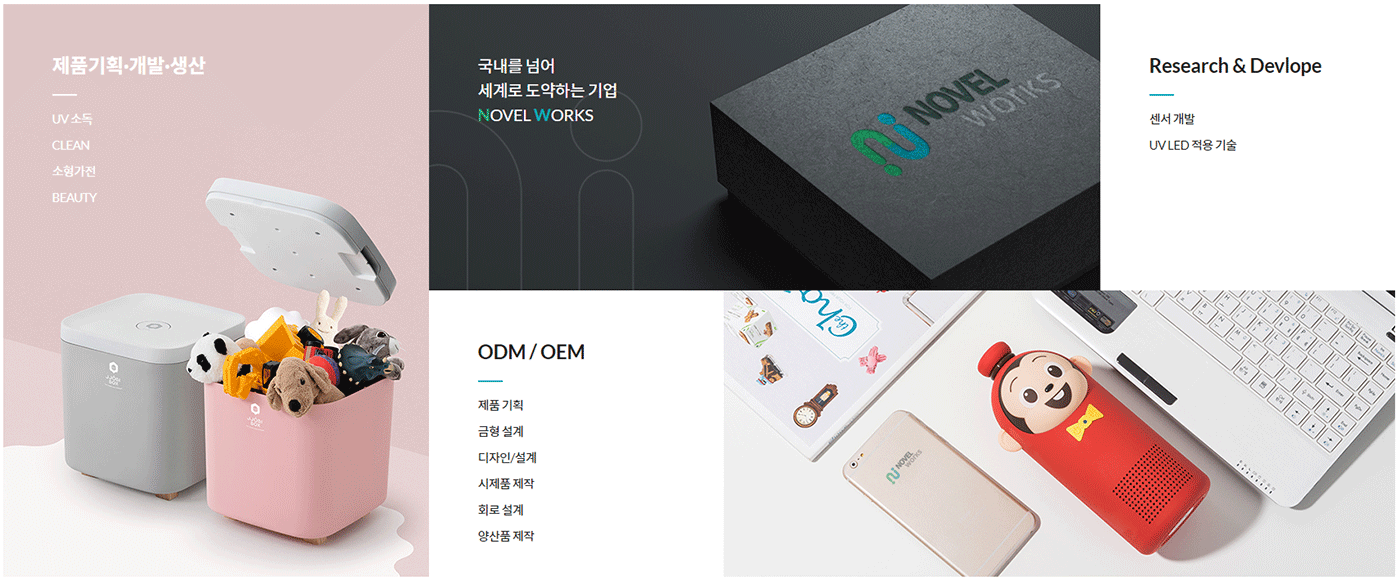 제품기획·개발·생산
UV 소독
CLEAN
소형가전
BEAUTY
국내를 넘어
세계로 도약하는 기업
NOVEL WORKS
NOVEL
WORKS
Research & Devlope
센서 개발
UV LED 적용 기술
ODM / OEM
제품 기획
금형 설계
디자인/설계
시제품 제작
회로 설계
양산품 제작
the
NOVEL
WORKS